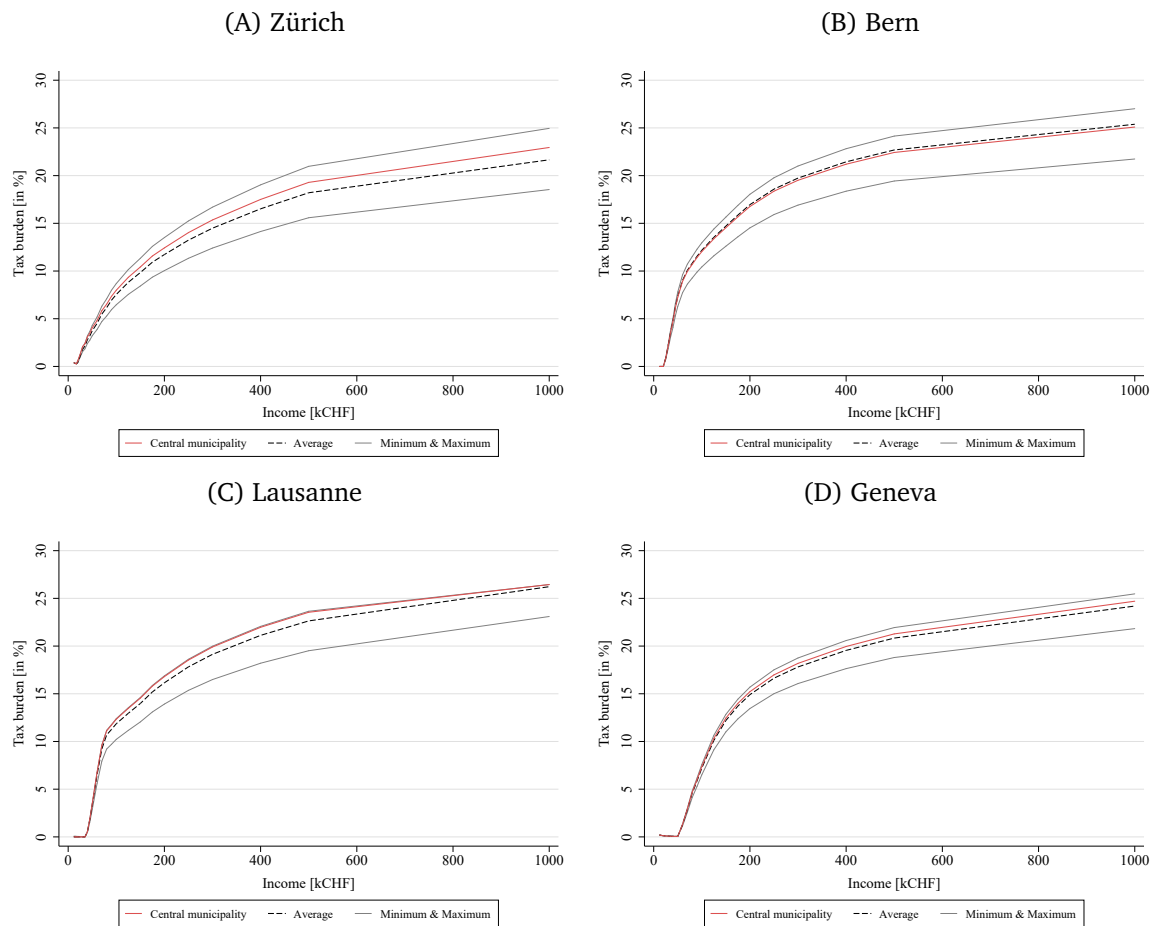 (A) Zürich
(B) Bern
Tax burden [in %]
0 5 10 15 20 25 30
0 200 400 600 800 1000
Income [kCHF]
Central municipality Average Minimum & Maximum
Tax burden [in %]
0 5 10 15 20 25 30
0 200 400 600 800 1000
Income [kCHF]
Central municipality Average Minimum & Maximum
(C) Lausanne
(D) Geneva
Tax burden [in %]
0 5 10 15 20 25 30
0 200 400 600 800 1000
Income [kCHF]
Central municipality Average Minimum & Maximum
Tax burden [in %]
0 5 10 15 20 25 30
0 200 400 600 800 1000
Income [kCHF]
Central municipality Average Minimum & Maximum